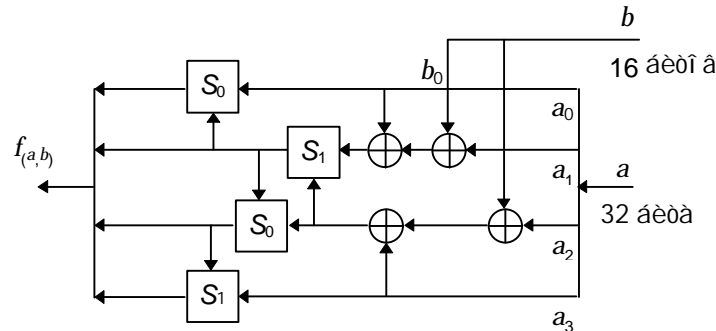 b
16 áèòî â
b₀
S₀
a₀
f(a,b)
S₁
a₁
a
32 áèòà
S₀
a₂
S₁
a₃